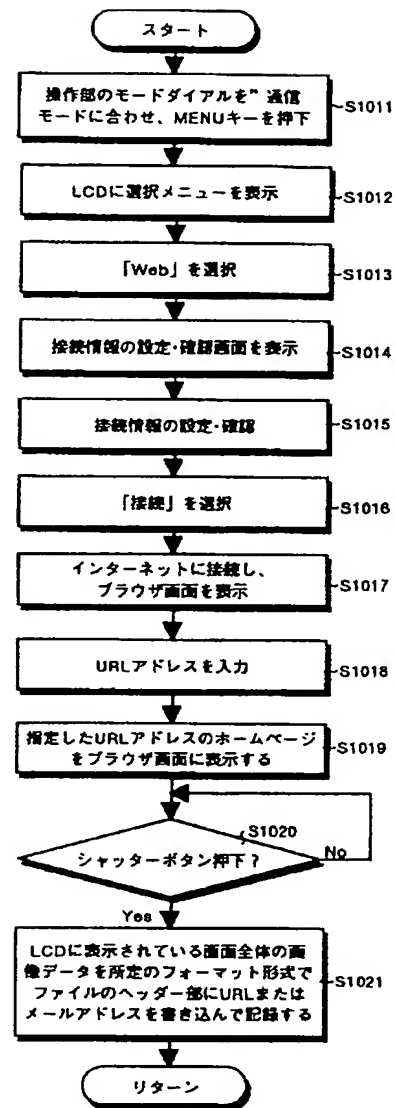 スタート
操作部のモードダイアルを”通信
モードに合わせ、MENUキーを押下
S1011
LCDに選択メニューを表示
S1012
「Web」を選択
S1013
接続情報の設定・確認画面を表示
S1014
接続情報の設定・確認
S1015
「接続」を選択
S1016
インターネットに接続し、
ブラウザ画面を表示
S1017
URLアドレスを入力
S1018
指定したURLアドレスのホームページ
をブラウザ画面に表示する
S1019
S1020
シャッターボタン押下？
No
Yes
LCDに表示されている画面全体の画
像データを所定のフォーマット形式で
ファイルのヘッダー部にURLまたは
メールアドレスを書き込んで記録する
S1021
リターン